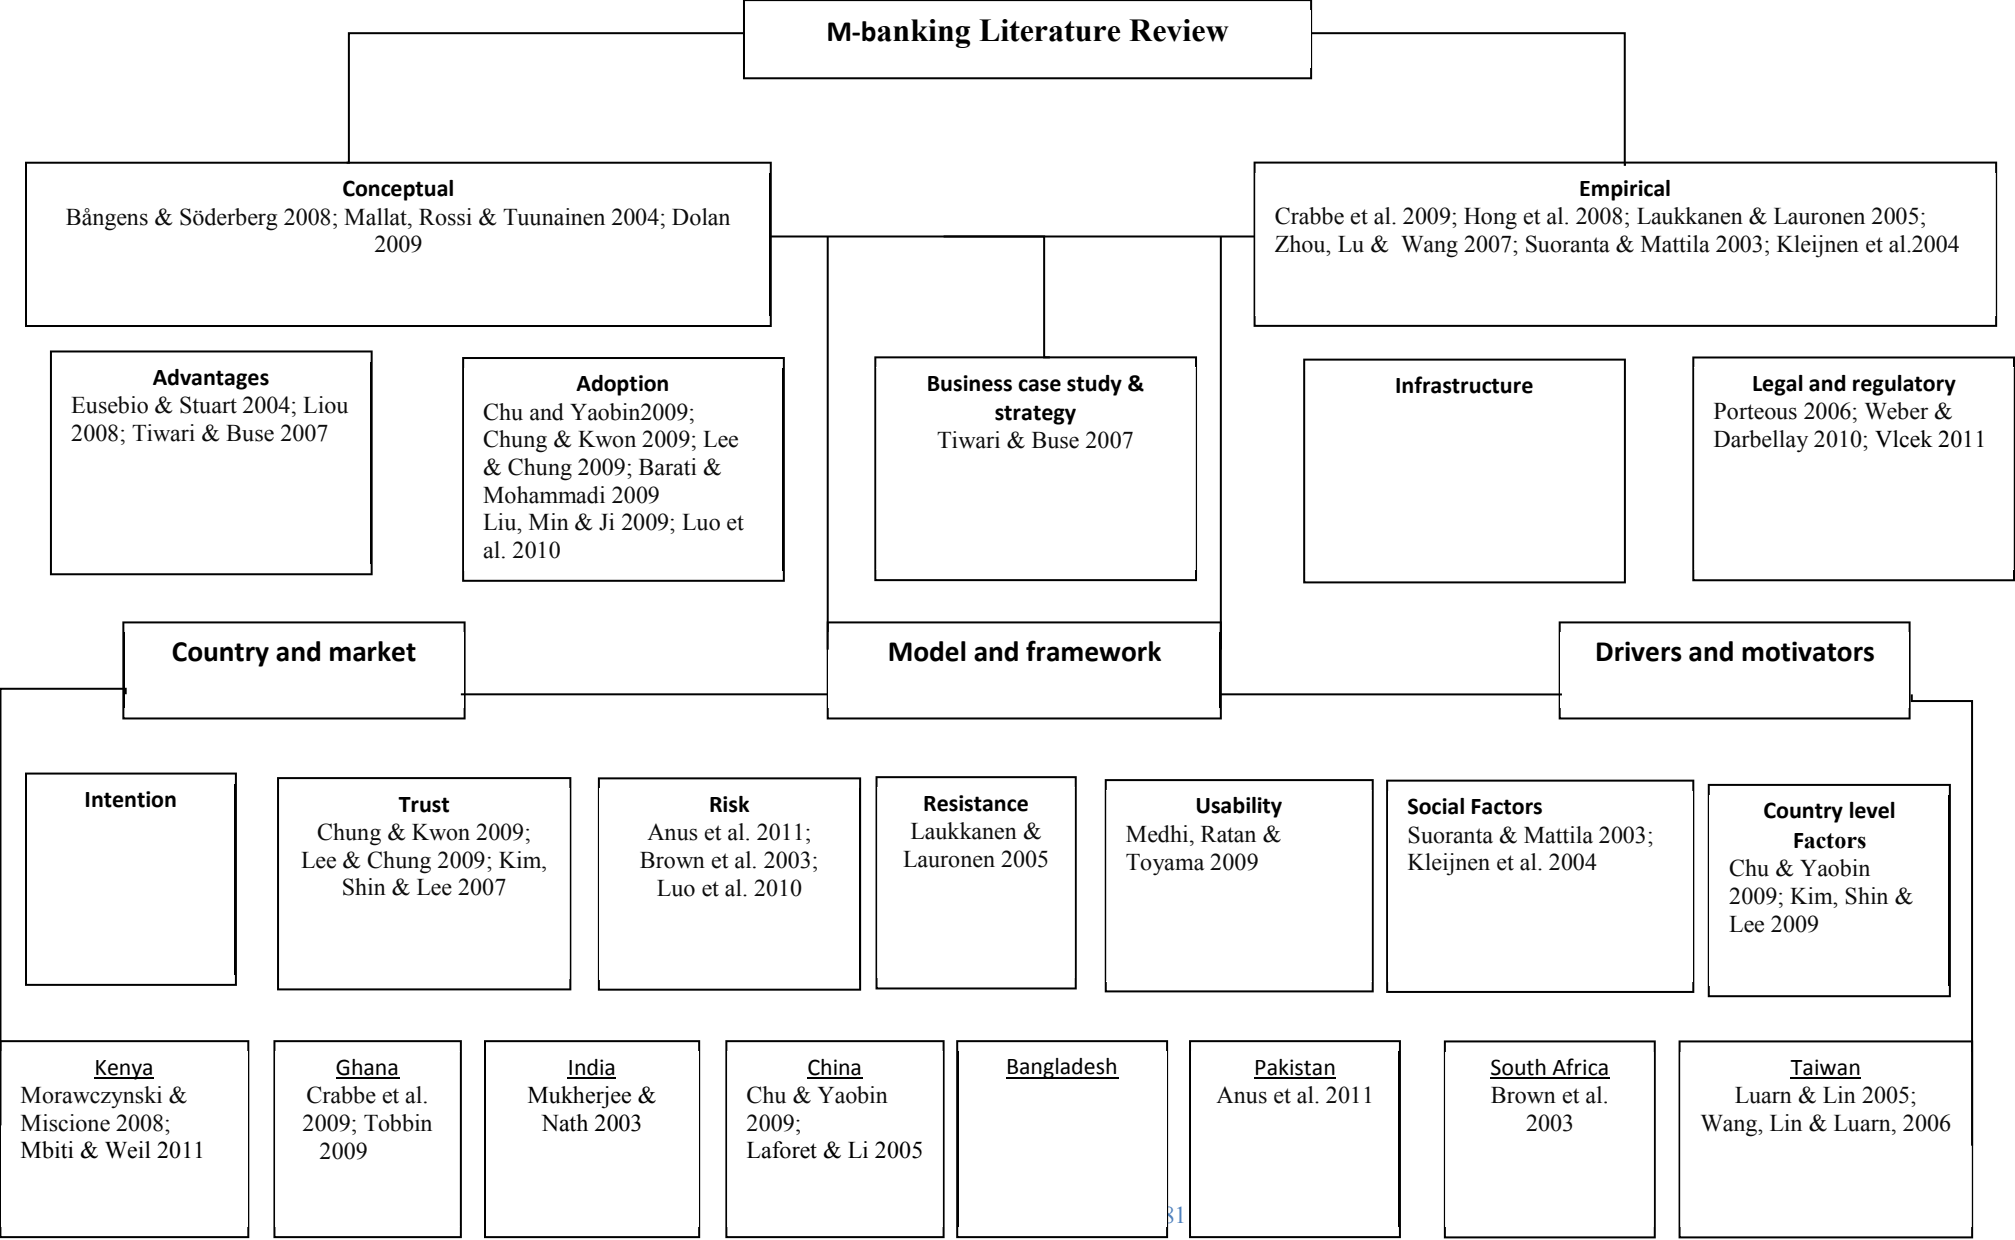 M-banking Literature Review
Conceptual
Bångens & Söderberg 2008; Mallat, Rossi & Tuunainen 2004; Dolan
2009
Empirical
Crabbe et al. 2009; Hong et al. 2008; Laukkanen & Lauronen 2005;
Zhou, Lu & Wang 2007; Suoranta & Mattila 2003; Kleijnen et al.2004
Advantages
Eusebio & Stuart 2004; Liou
2008; Tiwari & Buse 2007
Adoption
Chu and Yaobin2009;
Chung & Kwon 2009; Lee
& Chung 2009; Barati &
Mohammadi 2009
Liu, Min & Ji 2009; Luo et
al. 2010
Business case study &
strategy
Tiwari & Buse 2007
Infrastructure
Legal and regulatory
Porteous 2006; Weber &
Darbellay 2010; Vlcek 2011
Country and market
Model and framework
Drivers and motivators
Intention
Trust
Chung & Kwon 2009;
Lee & Chung 2009; Kim,
Shin & Lee 2007
Risk
Anus et al. 2011;
Brown et al. 2003;
Luo et al. 2010
Resistance
Laukkanen &
Lauronen 2005
Usability
Medhi, Ratan &
Toyama 2009
Social Factors
Suoranta & Mattila 2003;
Kleijnen et al. 2004
Country level
Factors
Chu & Yaobin
2009; Kim, Shin &
Lee 2009
Kenya
Morawczynski &
Miscione 2008;
Mbiti & Weil 2011
Ghana
Crabbe et al.
2009; Tobbin
2009
India
Mukherjee &
Nath 2003
China
Chu & Yaobin
2009;
Laforet & Li 2005
Bangladesh
Pakistan
Anus et al. 2011
South Africa
Brown et al.
2003
Taiwan
Luarn & Lin 2005;
Wang, Lin & Luarn, 2006
81